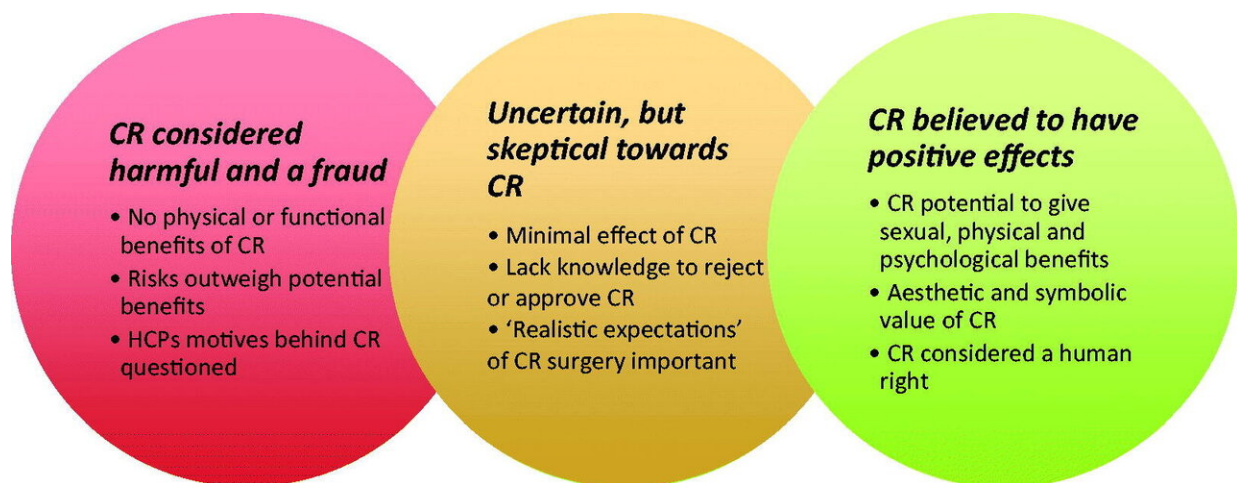 CR considered
harmful and a fraud
• No physical or functional
benefits of CR
• Risks outweigh potential
benefits
• HCPs motives behind CR
questioned
Uncertain, but
skeptical towards
CR
• Minimal effect of CR
• Lack knowledge to reject
or approve CR
• ‘Realistic expectations’
of CR surgery important
CR believed to have
positive effects
• CR potential to give
sexual, physical and
psychological benefits
• Aesthetic and symbolic
value of CR
• CR considered a human
right